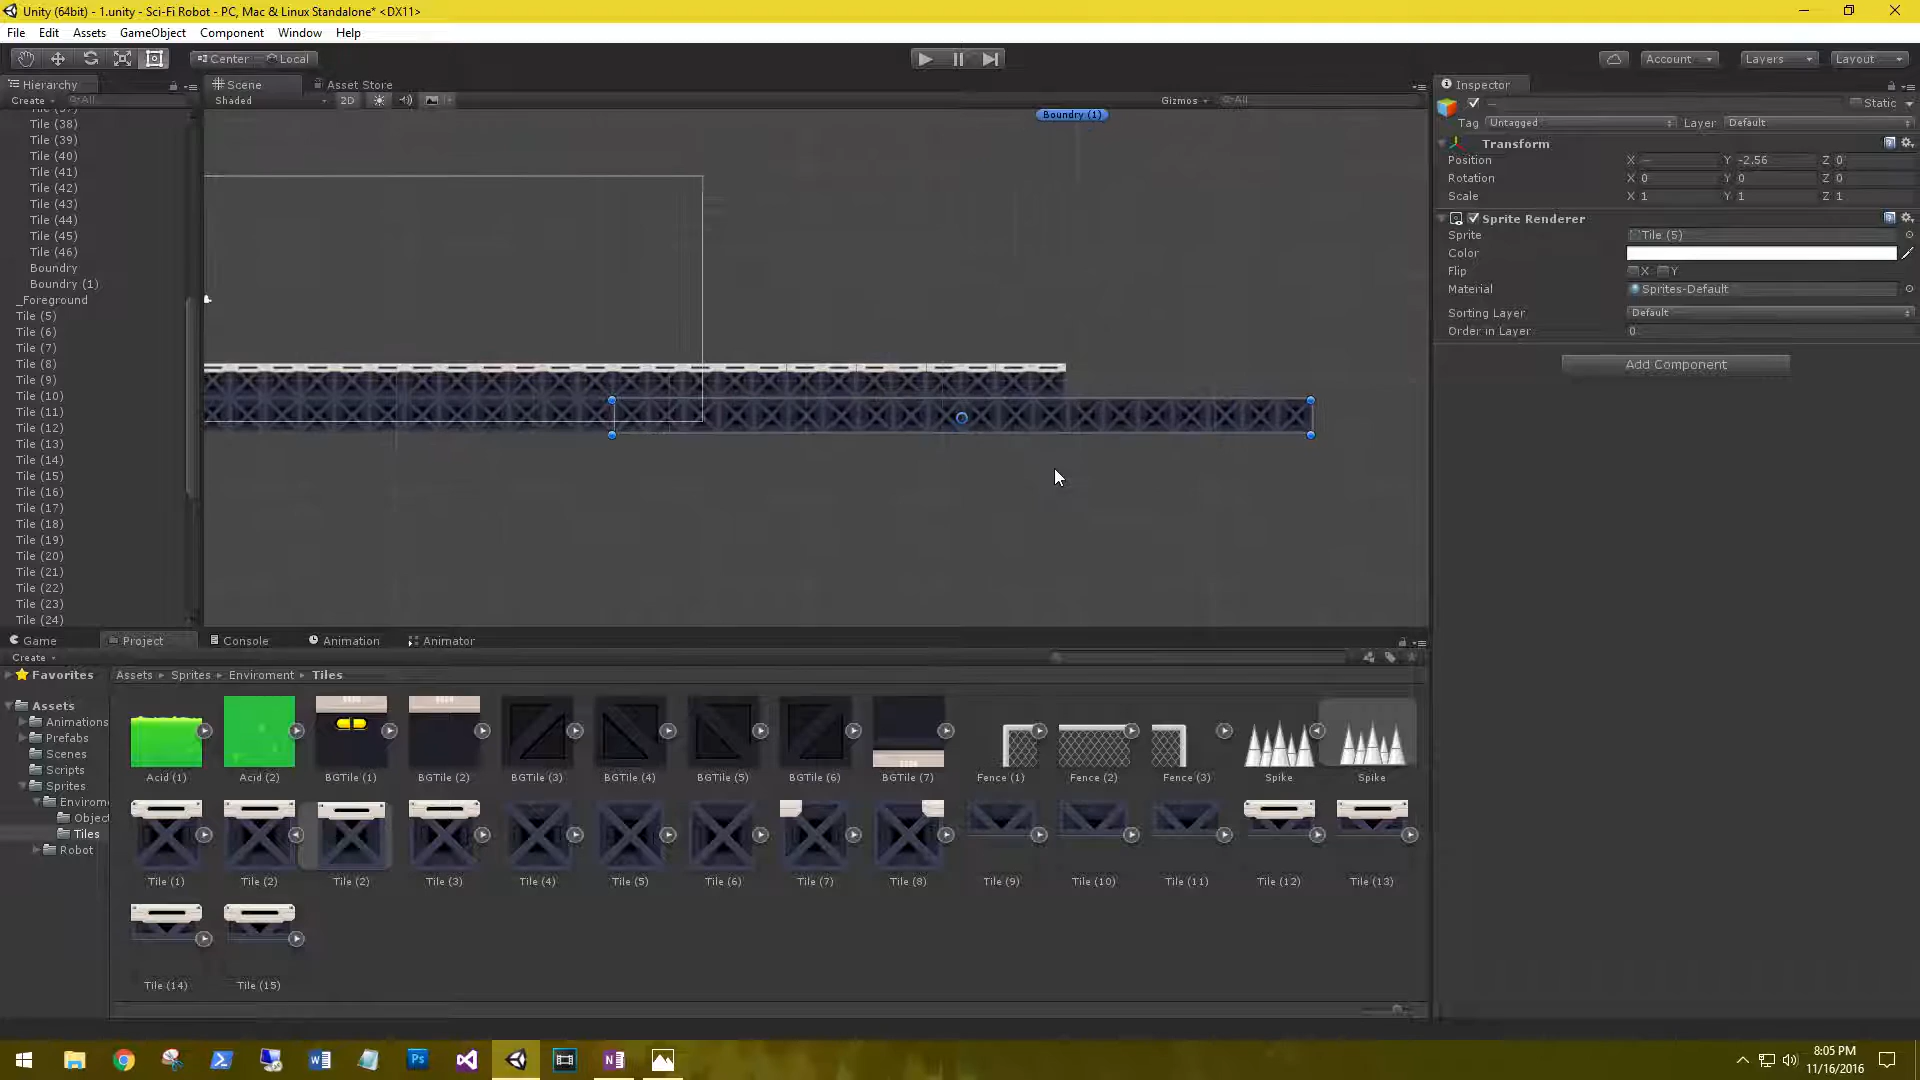 Unity (64bit) - 1.unity - Sci-Fi Robot - PC, Mac & Linux Standalone* <DX11>
File Edit Assets GameObject Component Window Help
Center Local Account Layers Layout
Hierarchy
Create All
Scene Asset Store
Shaded 2D Gizmos All
Tile (38)
Tile (39)
Tile (40)
Tile (41)
Tile (42)
Tile (43)
Tile (44)
Tile (45)
Tile (46)
Boundry
Boundry (1)
_Foreground
Tile (5)
Tile (6)
Tile (7)
Tile (8)
Tile (9)
Tile (10)
Tile (11)
Tile (12)
Tile (13)
Tile (14)
Tile (15)
Tile (16)
Tile (17)
Tile (18)
Tile (19)
Tile (20)
Tile (21)
Tile (22)
Tile (23)
Tile (24)
Boundry (1)
Inspector
— Static
Tag Untagged Layer Default
Transform
Position X — Y -2.56 Z 0
Rotation X 0 Y 0 Z 0
Scale X 1 Y 1 Z 1
Sprite Renderer
Sprite Tile (5)
Color
Flip X Y
Material Sprites-Default
Sorting Layer Default
Order in Layer 0
Add Component
Game Project Console Animation Animator
Create
Favorites
Assets
Animations
Prefabs
Scenes
Scripts
Sprites
Envirom
Object
Tiles
Robot
Assets Sprites Enviroment Tiles
Acid (1) Acid (2) BGTile (1) BGTile (2) BGTile (3) BGTile (4) BGTile (5) BGTile (6) BGTile (7) Fence (1) Fence (2) Fence (3) Spike Spike
Tile (1) Tile (2) Tile (2) Tile (3) Tile (4) Tile (5) Tile (6) Tile (7) Tile (8) Tile (9) Tile (10) Tile (11) Tile (12) Tile (13)
Tile (14) Tile (15)
8:05 PM
11/16/2016